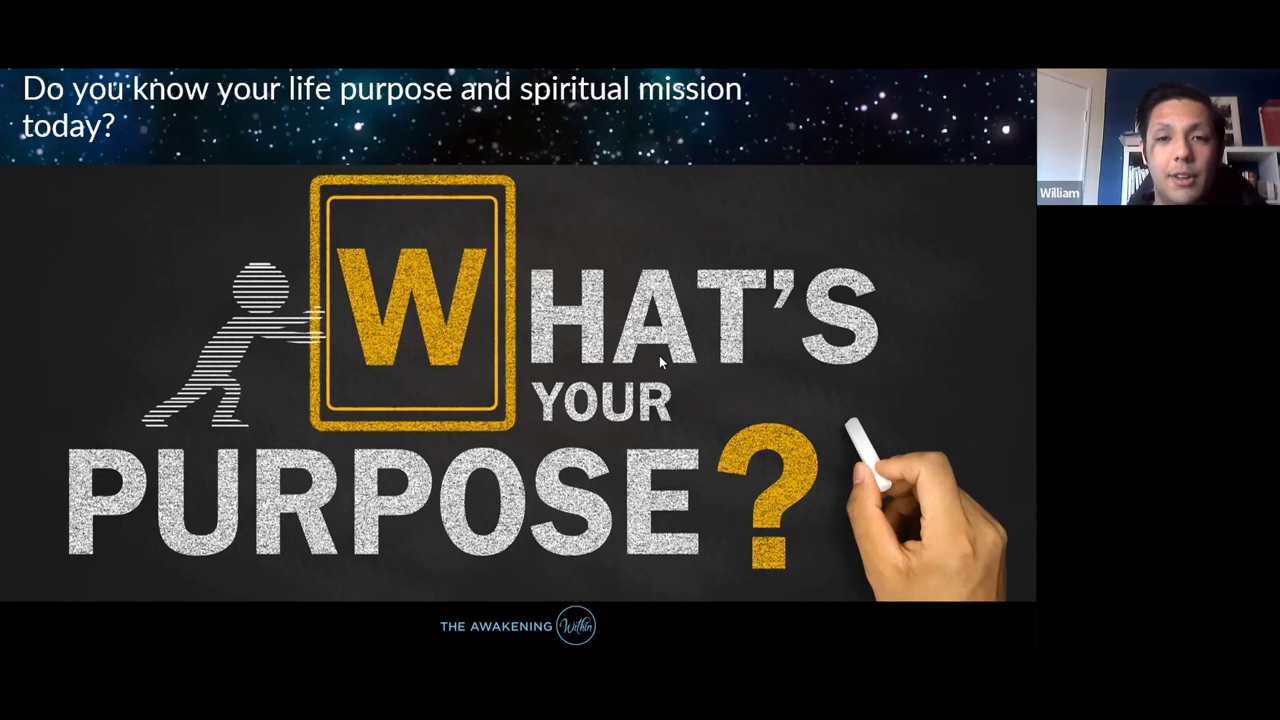 Do you know your life purpose and spiritual mission
today?
William
WHAT'S
YOUR
PURPOSE?
THE AWAKENING Within